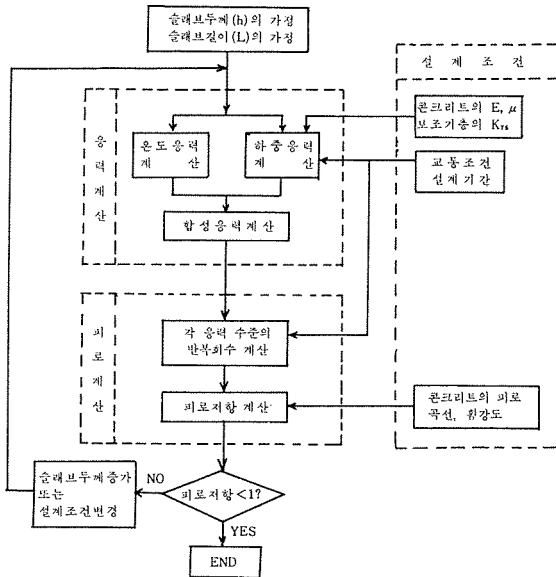 슬래브두께(h)의 가정
슬래브길이(L)의 가정
설 계 조 건
콘크리트의 E, μ
보조기층의 Krs
응력계산
온도응력
계 산
하중응력
계 산
교통조건
설계기간
합성응력계산
피로계산
각 응력 수준의
반복회수 계산
피로저항 계산
콘크리트의 피로
곡선, 휨강도
슬래브두께증가
또는
설계조건변경
NO
피로저항<1?
YES
END